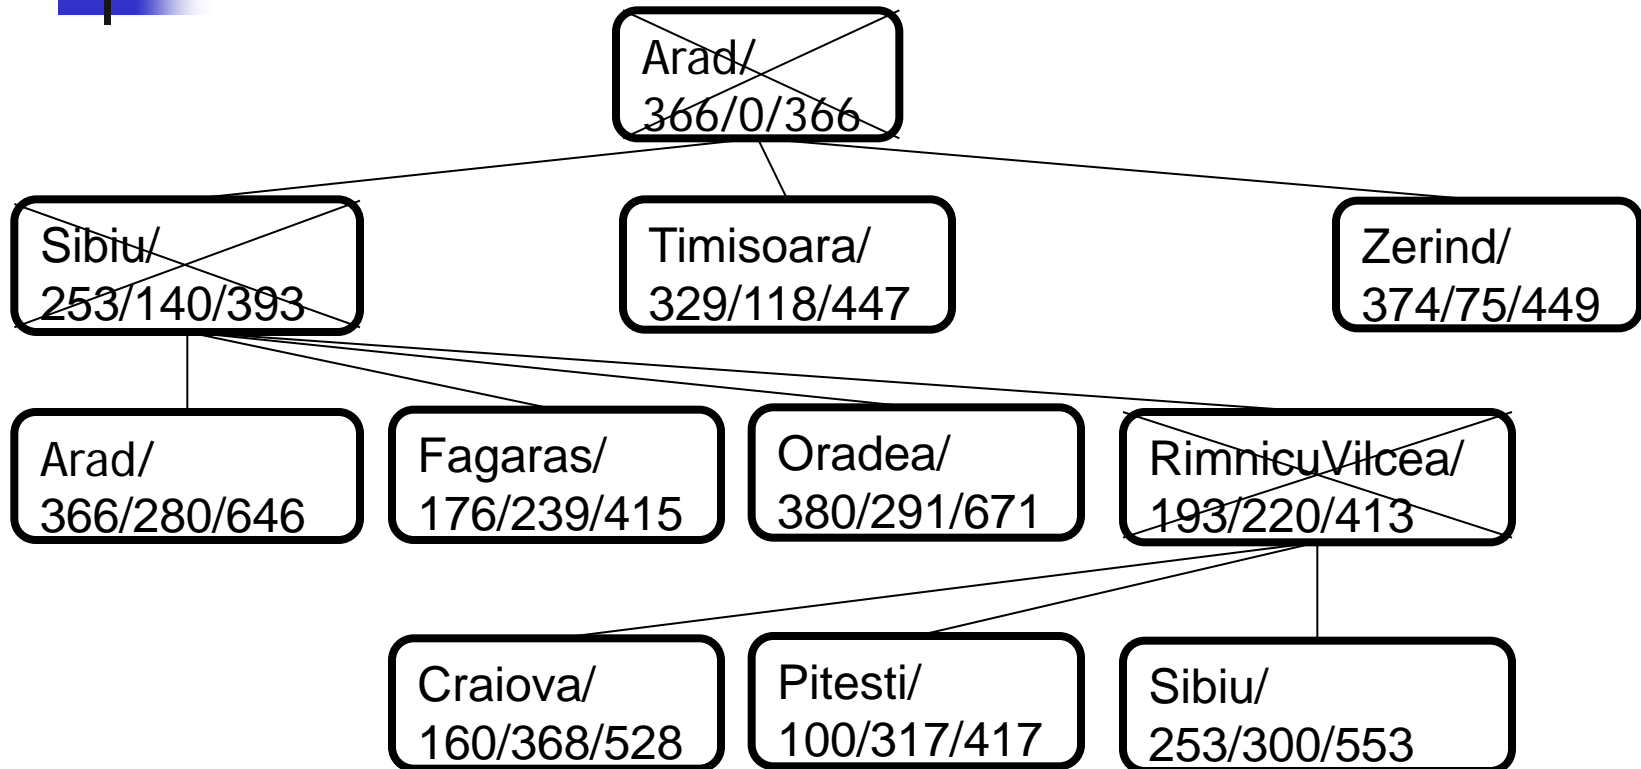 Arad/
366/0/366
Sibiu/
253/140/393
Timisoara/
329/118/447
Zerind/
374/75/449
Arad/
366/280/646
Fagaras/
176/239/415
Oradea/
380/291/671
RimnicuVilcea/
193/220/413
Craiova/
160/368/528
Pitesti/
100/317/417
Sibiu/
253/300/553